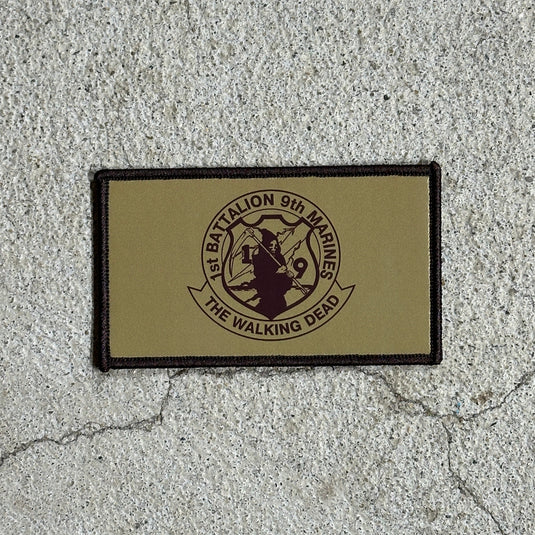 1st BATTALION 9th MARINES
1 9
THE WALKING DEAD